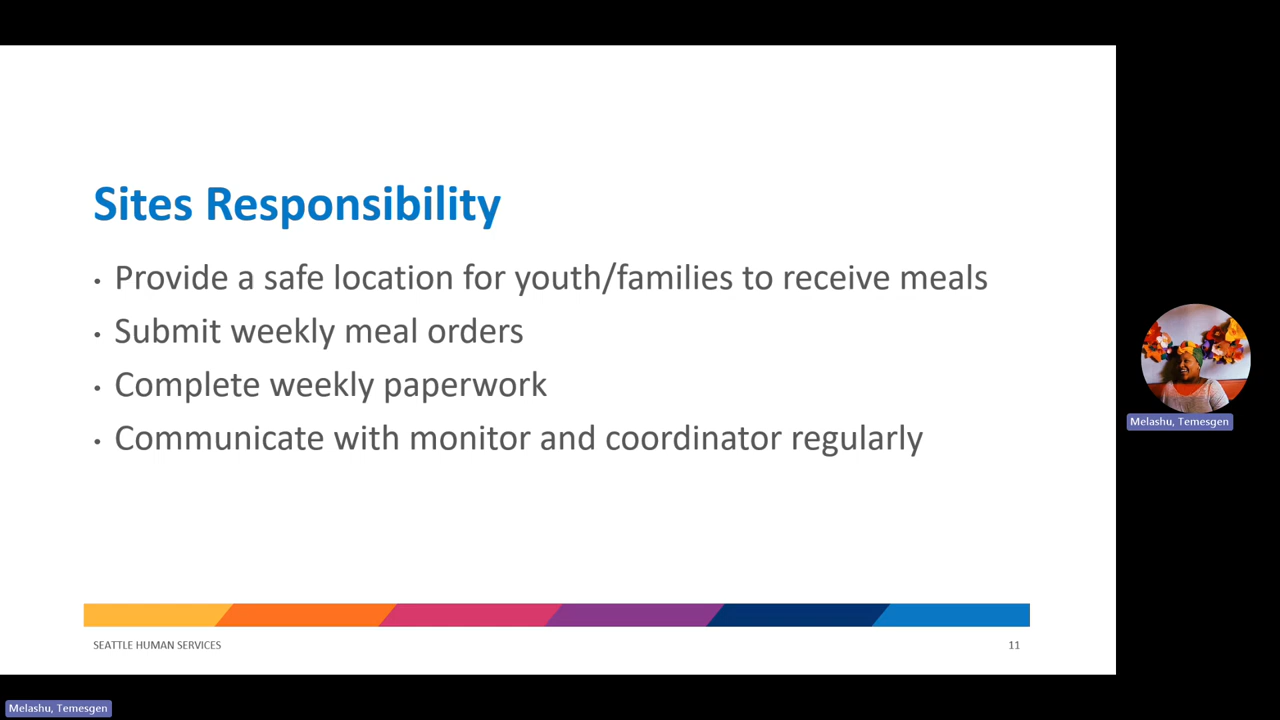 Sites Responsibility
• Provide a safe location for youth/families to receive meals
• Submit weekly meal orders
• Complete weekly paperwork
• Communicate with monitor and coordinator regularly
SEATTLE HUMAN SERVICES
11
Melashu, Temesgen
Melashu, Temesgen